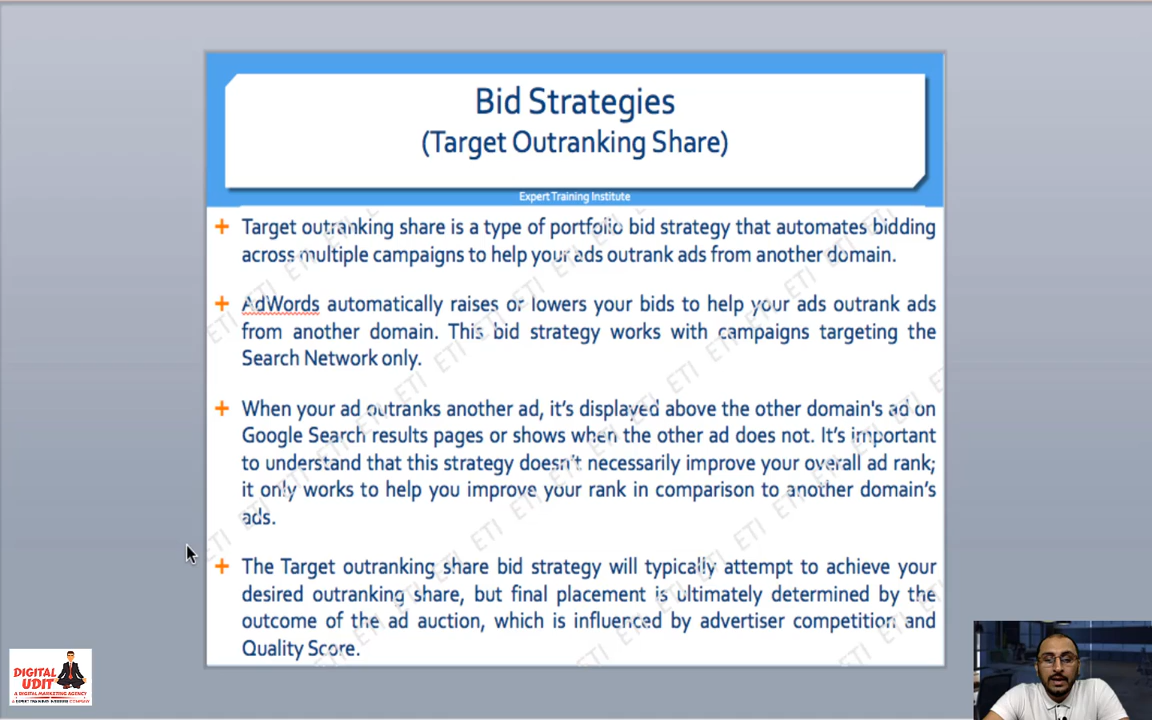 Bid Strategies
(Target Outranking Share)
Expert Training Institute
Target outranking share is a type of portfolio bid strategy that automates bidding
across multiple campaigns to help your ads outrank ads from another domain.
AdWords automatically raises or lowers your bids to help your ads outrank ads
from another domain. This bid strategy works with campaigns targeting the
Search Network only.
When your ad outranks another ad, it's displayed above the other domain's ad on
Google Search results pages or shows when the other ad does not. It's important
to understand that this strategy doesn't necessarily improve your overall ad rank;
it only works to help you improve your rank in comparison to another domain's
ads.
The Target outranking share bid strategy will typically attempt to achieve your
desired outranking share, but final placement is ultimately determined by the
outcome of the ad auction, which is influenced by advertiser competition and
Quality Score.
DIGITAL
UDIT
A DIGITAL MARKETING AGENCY